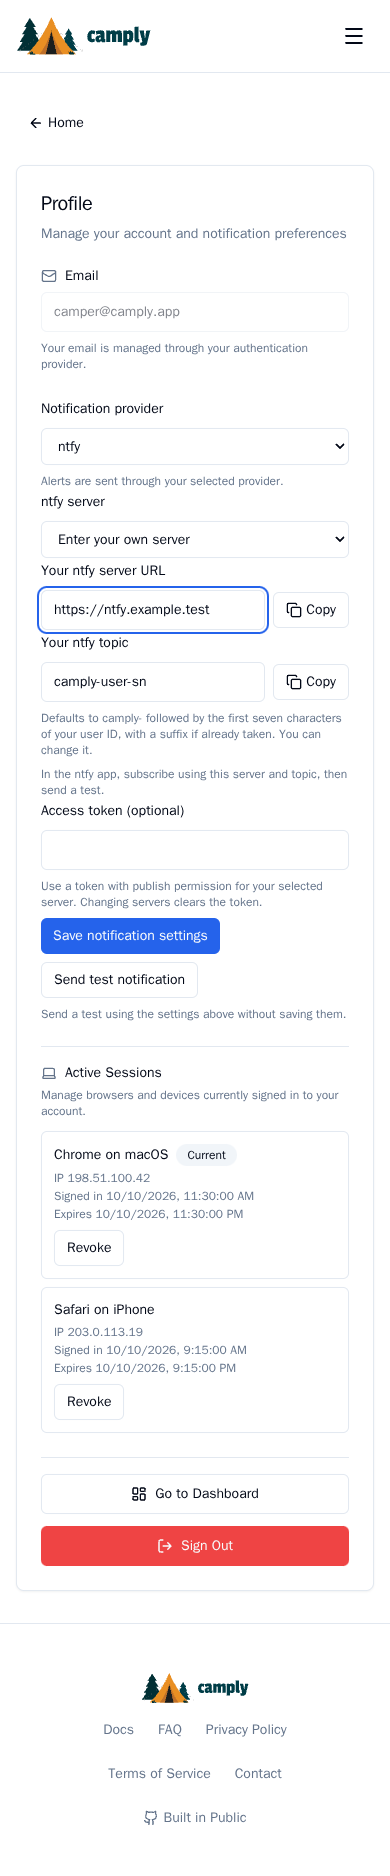 camply
Home
Profile
Manage your account and notification preferences
Email
camper@camply.app
Your email is managed through your authentication
provider.
Notification provider
ntfy
Alerts are sent through your selected provider.
ntfy server
Enter your own server
Your ntfy server URL
https://ntfy.example.test
Copy
Your ntfy topic
camply-user-sn
Copy
Defaults to camply- followed by the first seven characters
of your user ID, with a suffix if already taken. You can
change it.
In the ntfy app, subscribe using this server and topic, then
send a test.
Access token (optional)
Use a token with publish permission for your selected
server. Changing servers clears the token.
Save notification settings
Send test notification
Send a test using the settings above without saving them.
Active Sessions
Manage browsers and devices currently signed in to your
account.
Chrome on macOS Current
IP 198.51.100.42
Signed in 10/10/2026, 11:30:00 AM
Expires 10/10/2026, 11:30:00 PM
Revoke
Safari on iPhone
IP 203.0.113.19
Signed in 10/10/2026, 9:15:00 AM
Expires 10/10/2026, 9:15:00 PM
Revoke
Go to Dashboard
Sign Out
camply
Docs FAQ Privacy Policy
Terms of Service Contact
Built in Public